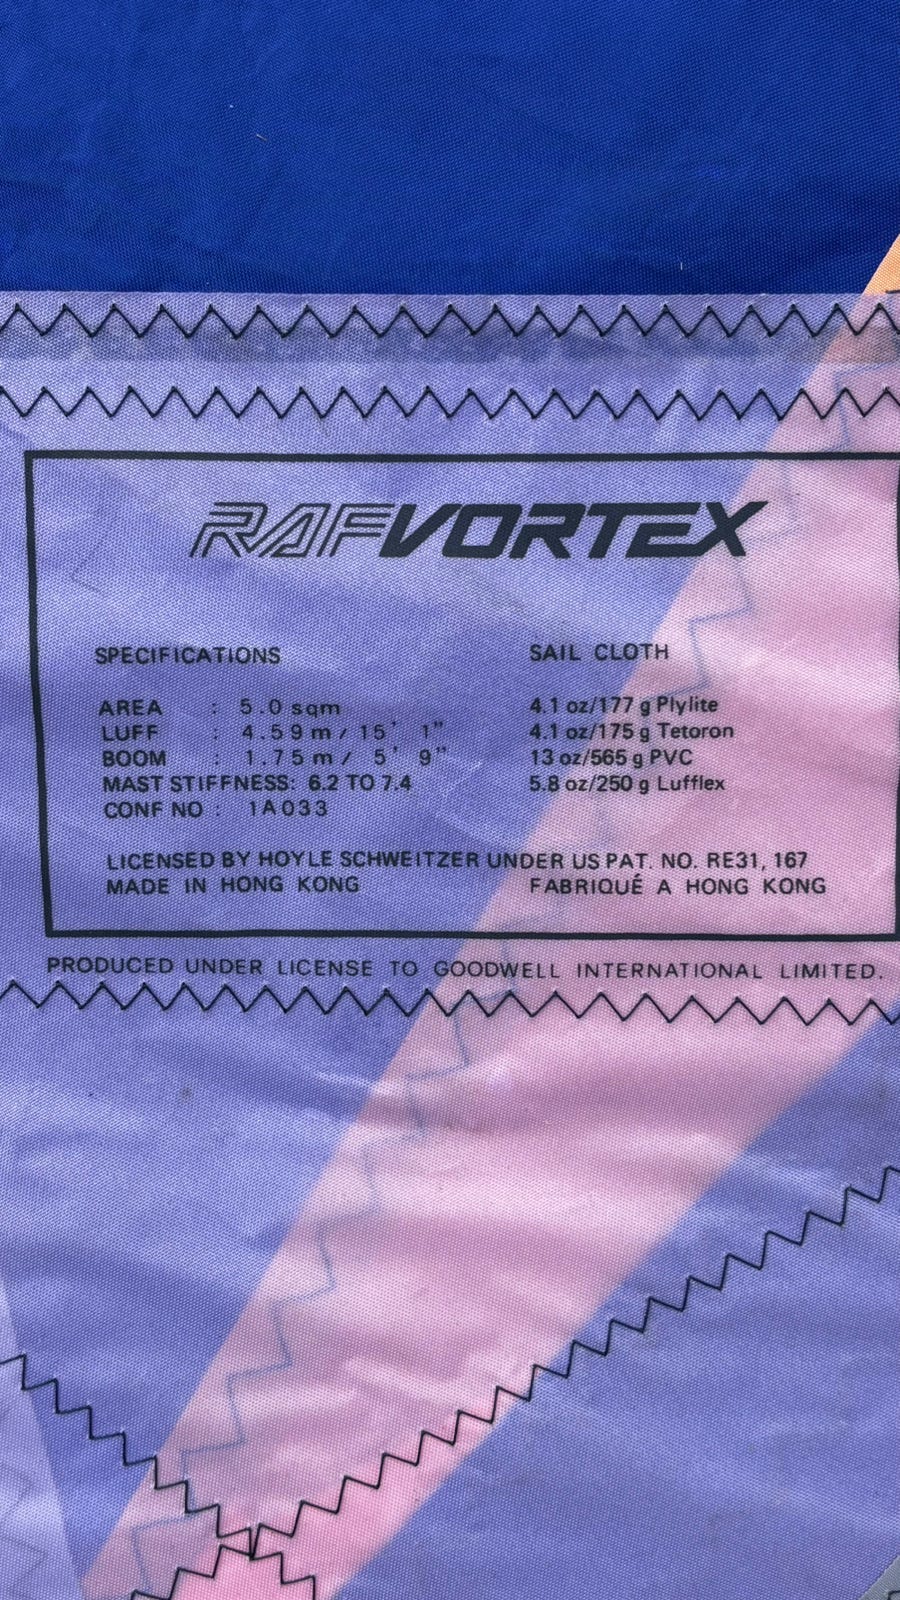 RAFVORTEX
SPECIFICATIONS
AREA : 5.0 sqm
LUFF : 4.59 m / 15' 1"
BOOM : 1.75 m / 5' 9"
MAST STIFFNESS: 6.2 TO 7.4
CONF NO : 1A033
SAIL CLOTH
4.1 oz/177 g Plylite
4.1 oz/175 g Tetoron
13 oz/565 g PVC
5.8 oz/250 g Lufflex
LICENSED BY HOYLE SCHWEITZER UNDER US PAT. NO. RE31, 167
MADE IN HONG KONG FABRIQUÉ A HONG KONG
PRODUCED UNDER LICENSE TO GOODWELL INTERNATIONAL LIMITED.